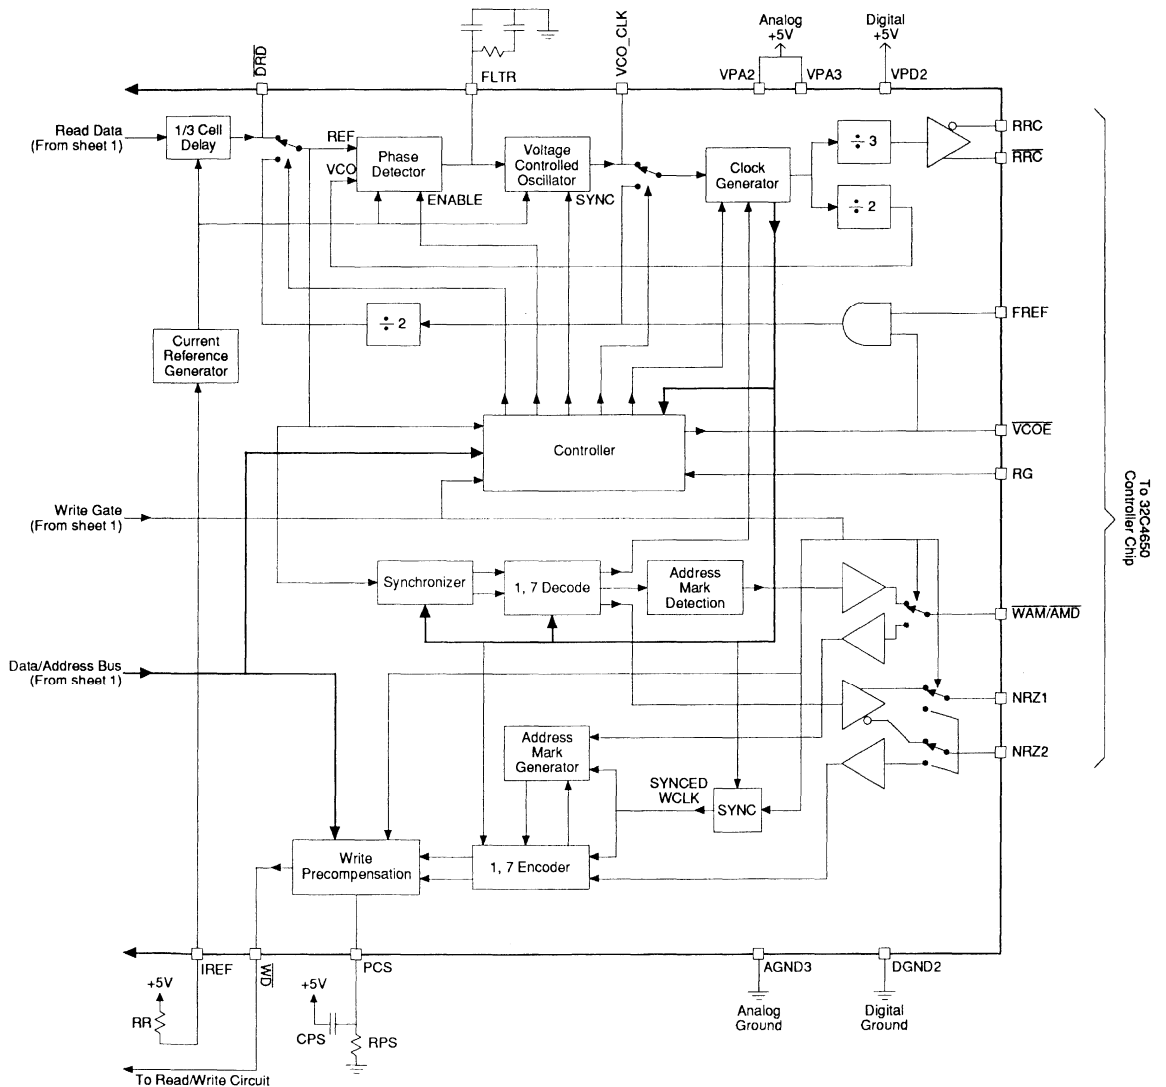 Analog
+5V
Digital
+5V
DRD
FLTR
VCO_CLK
VPA2
VPA3
VPD2
Read Data
(From sheet 1)
1/3 Cell
Delay
REF
VCO
Phase
Detector
ENABLE
Voltage
Controlled
Oscillator
SYNC
Clock
Generator
÷ 3
÷ 2
RRC
RRC
÷ 2
FREF
Current
Reference
Generator
Controller
VCOE
RG
To 32C4650
Controller Chip
Write Gate
(From sheet 1)
Synchronizer
1, 7 Decode
Address
Mark
Detection
WAM/AMD
Data/Address Bus
(From sheet 1)
NRZ1
NRZ2
Address
Mark
Generator
SYNCED
WCLK
SYNC
Write
Precompensation
1, 7 Encoder
IREF
WD
PCS
AGND3
DGND2
+5V
RR
+5V
CPS
RPS
Analog
Ground
Digital
Ground
To Read/Write Circuit